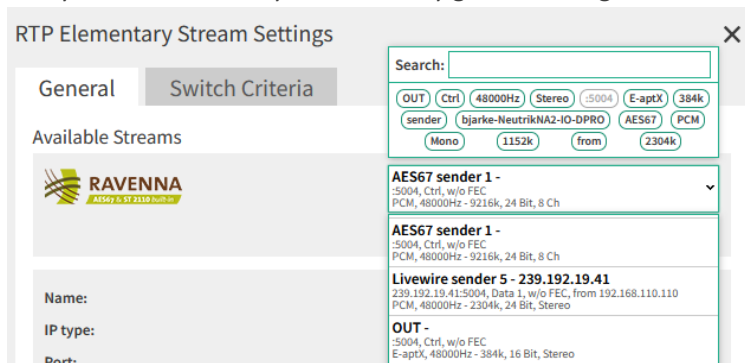 RTP Elementary Stream Settings
Search:
General
Switch Criteria
OUT Ctrl 48000Hz Stereo :5004 E-aptX 384k
sender bjarke-NeutrikNA2-IO-DPRO AES67 PCM
Mono 1152k from 2304k
Available Streams
RAVENNA
AES67 & ST 2110 built-in
AES67 sender 1 -
:5004, Ctrl, w/o FEC
PCM, 48000Hz - 9216k, 24 Bit, 8 Ch
AES67 sender 1 -
:5004, Ctrl, w/o FEC
PCM, 48000Hz - 9216k, 24 Bit, 8 Ch
Livewire sender 5 - 239.192.19.41
239.192.19.41:5004, Data 1, w/o FEC, from 192.168.110.110
PCM, 48000Hz - 2304k, 24 Bit, Stereo
OUT -
:5004, Ctrl, w/o FEC
E-aptX, 48000Hz - 384k, 16 Bit, Stereo
Name:
IP type:
Port: